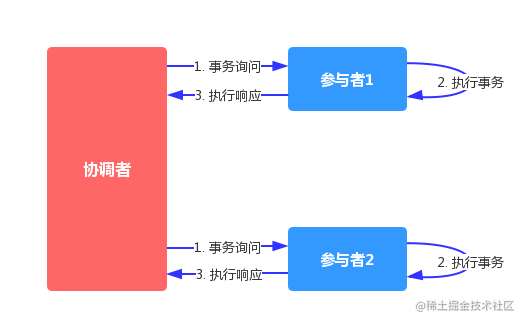 1. 事务询问
参与者1
2. 执行事务
3. 执行响应
协调者
1. 事务询问
参与者2
2. 执行事务
3. 执行响应
@稀土掘金技术社区